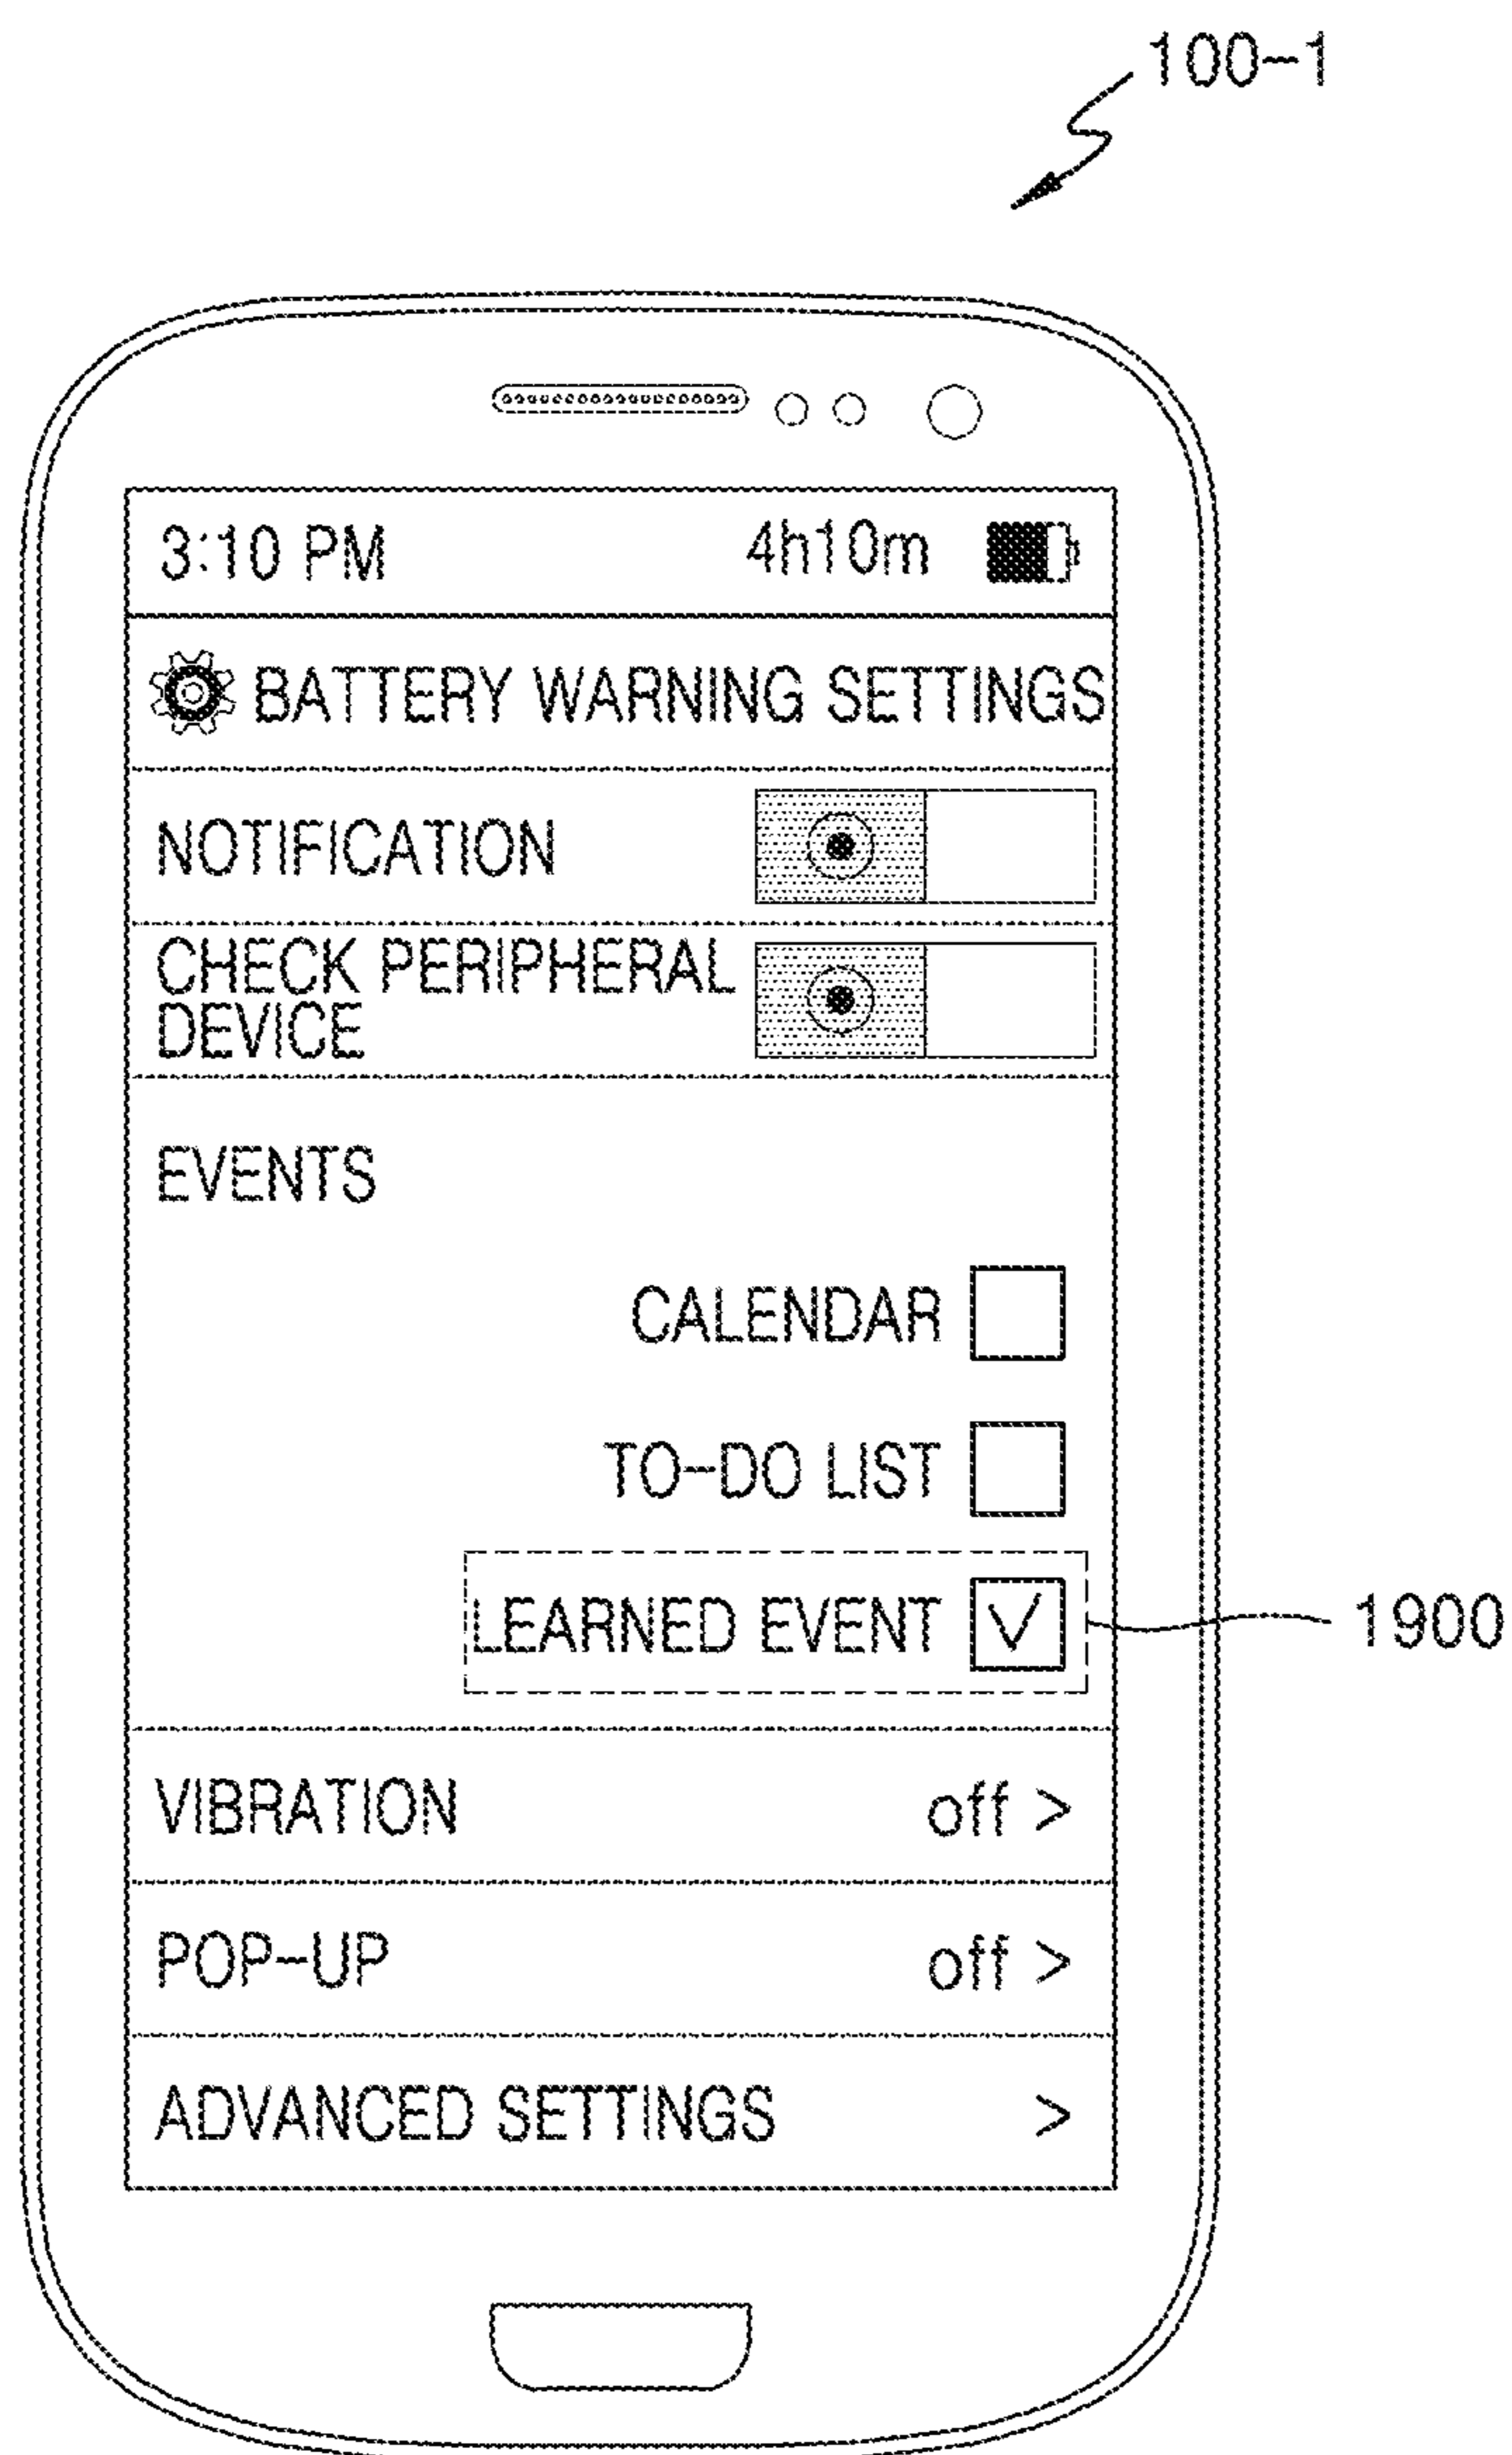 100-1
3:10 PM 4h10m
BATTERY WARNING SETTINGS
NOTIFICATION
CHECK PERIPHERAL
DEVICE
EVENTS
CALENDAR
TO-DO LIST
LEARNED EVENT
1900
VIBRATION off >
POP-UP off >
ADVANCED SETTINGS >